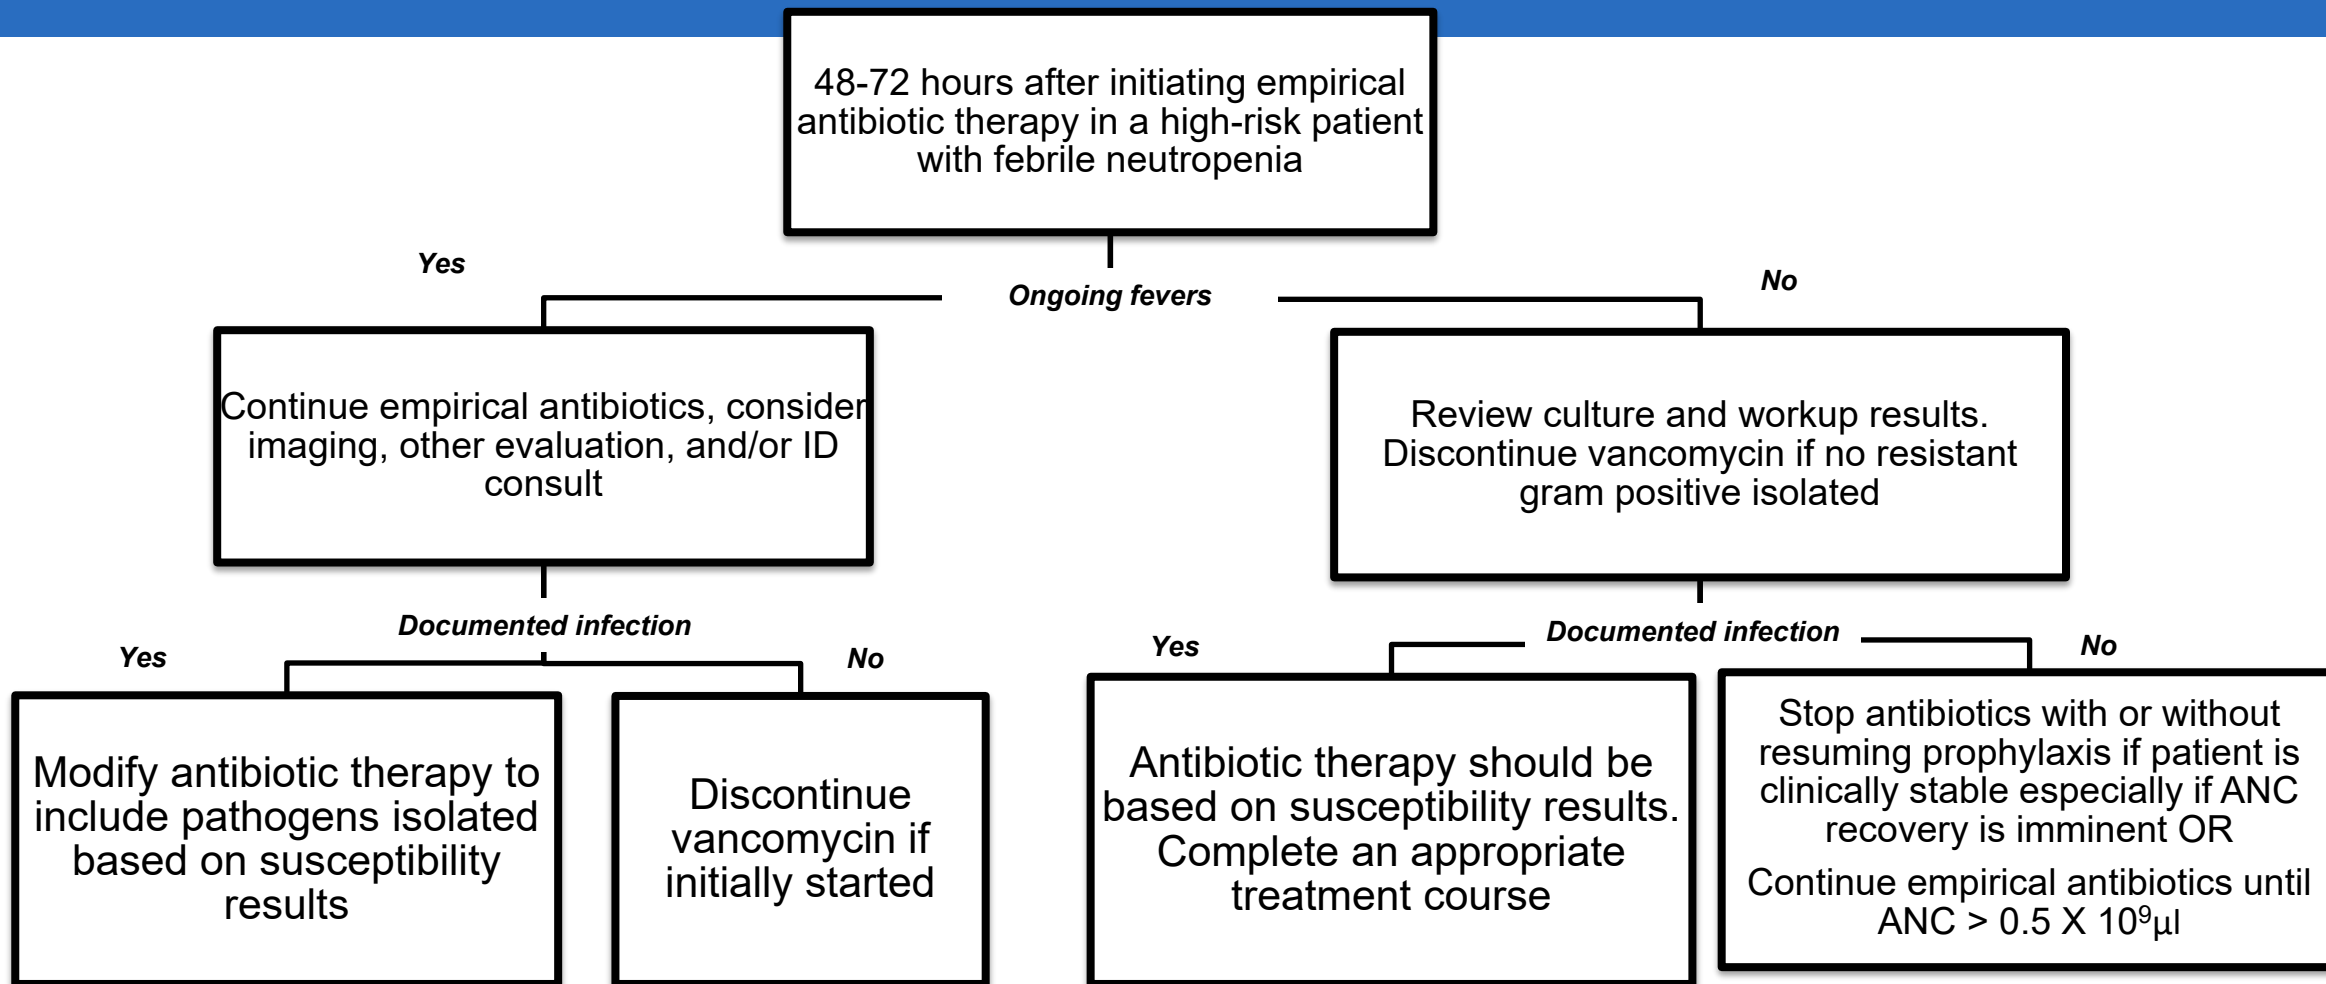 48-72 hours after initiating empirical
antibiotic therapy in a high-risk patient
with febrile neutropenia
Yes
Ongoing fevers
No
Continue empirical antibiotics, consider
imaging, other evaluation, and/or ID
consult
Review culture and workup results.
Discontinue vancomycin if no resistant
gram positive isolated
Documented infection
Yes
No
Documented infection
Yes
No
Modify antibiotic therapy to
include pathogens isolated
based on susceptibility
results
Discontinue
vancomycin if
initially started
Antibiotic therapy should be
based on susceptibility results.
Complete an appropriate
treatment course
Stop antibiotics with or without
resuming prophylaxis if patient is
clinically stable especially if ANC
recovery is imminent OR
Continue empirical antibiotics until
ANC > 0.5 X 10⁹µl